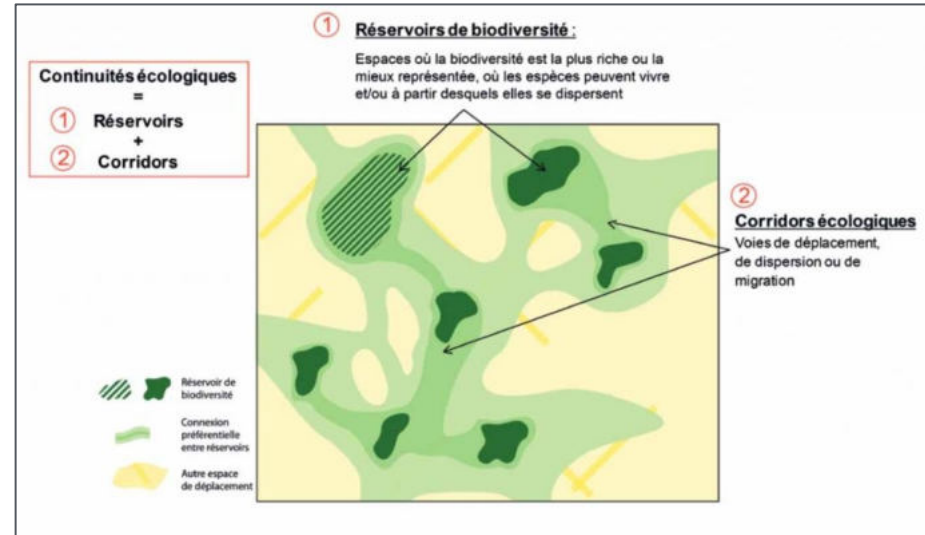 Continuités écologiques
=
① Réservoirs
+
② Corridors
① Réservoirs de biodiversité :
Espaces où la biodiversité est la plus riche ou la
mieux représentée, où les espèces peuvent vivre
et/ou à partir desquels elles se dispersent
②
Corridors écologiques
Voies de déplacement,
de dispersion ou de
migration
Réservoir de
biodiversité
Connexion
préférentielle
entre réservoirs
Autre espace
de déplacement